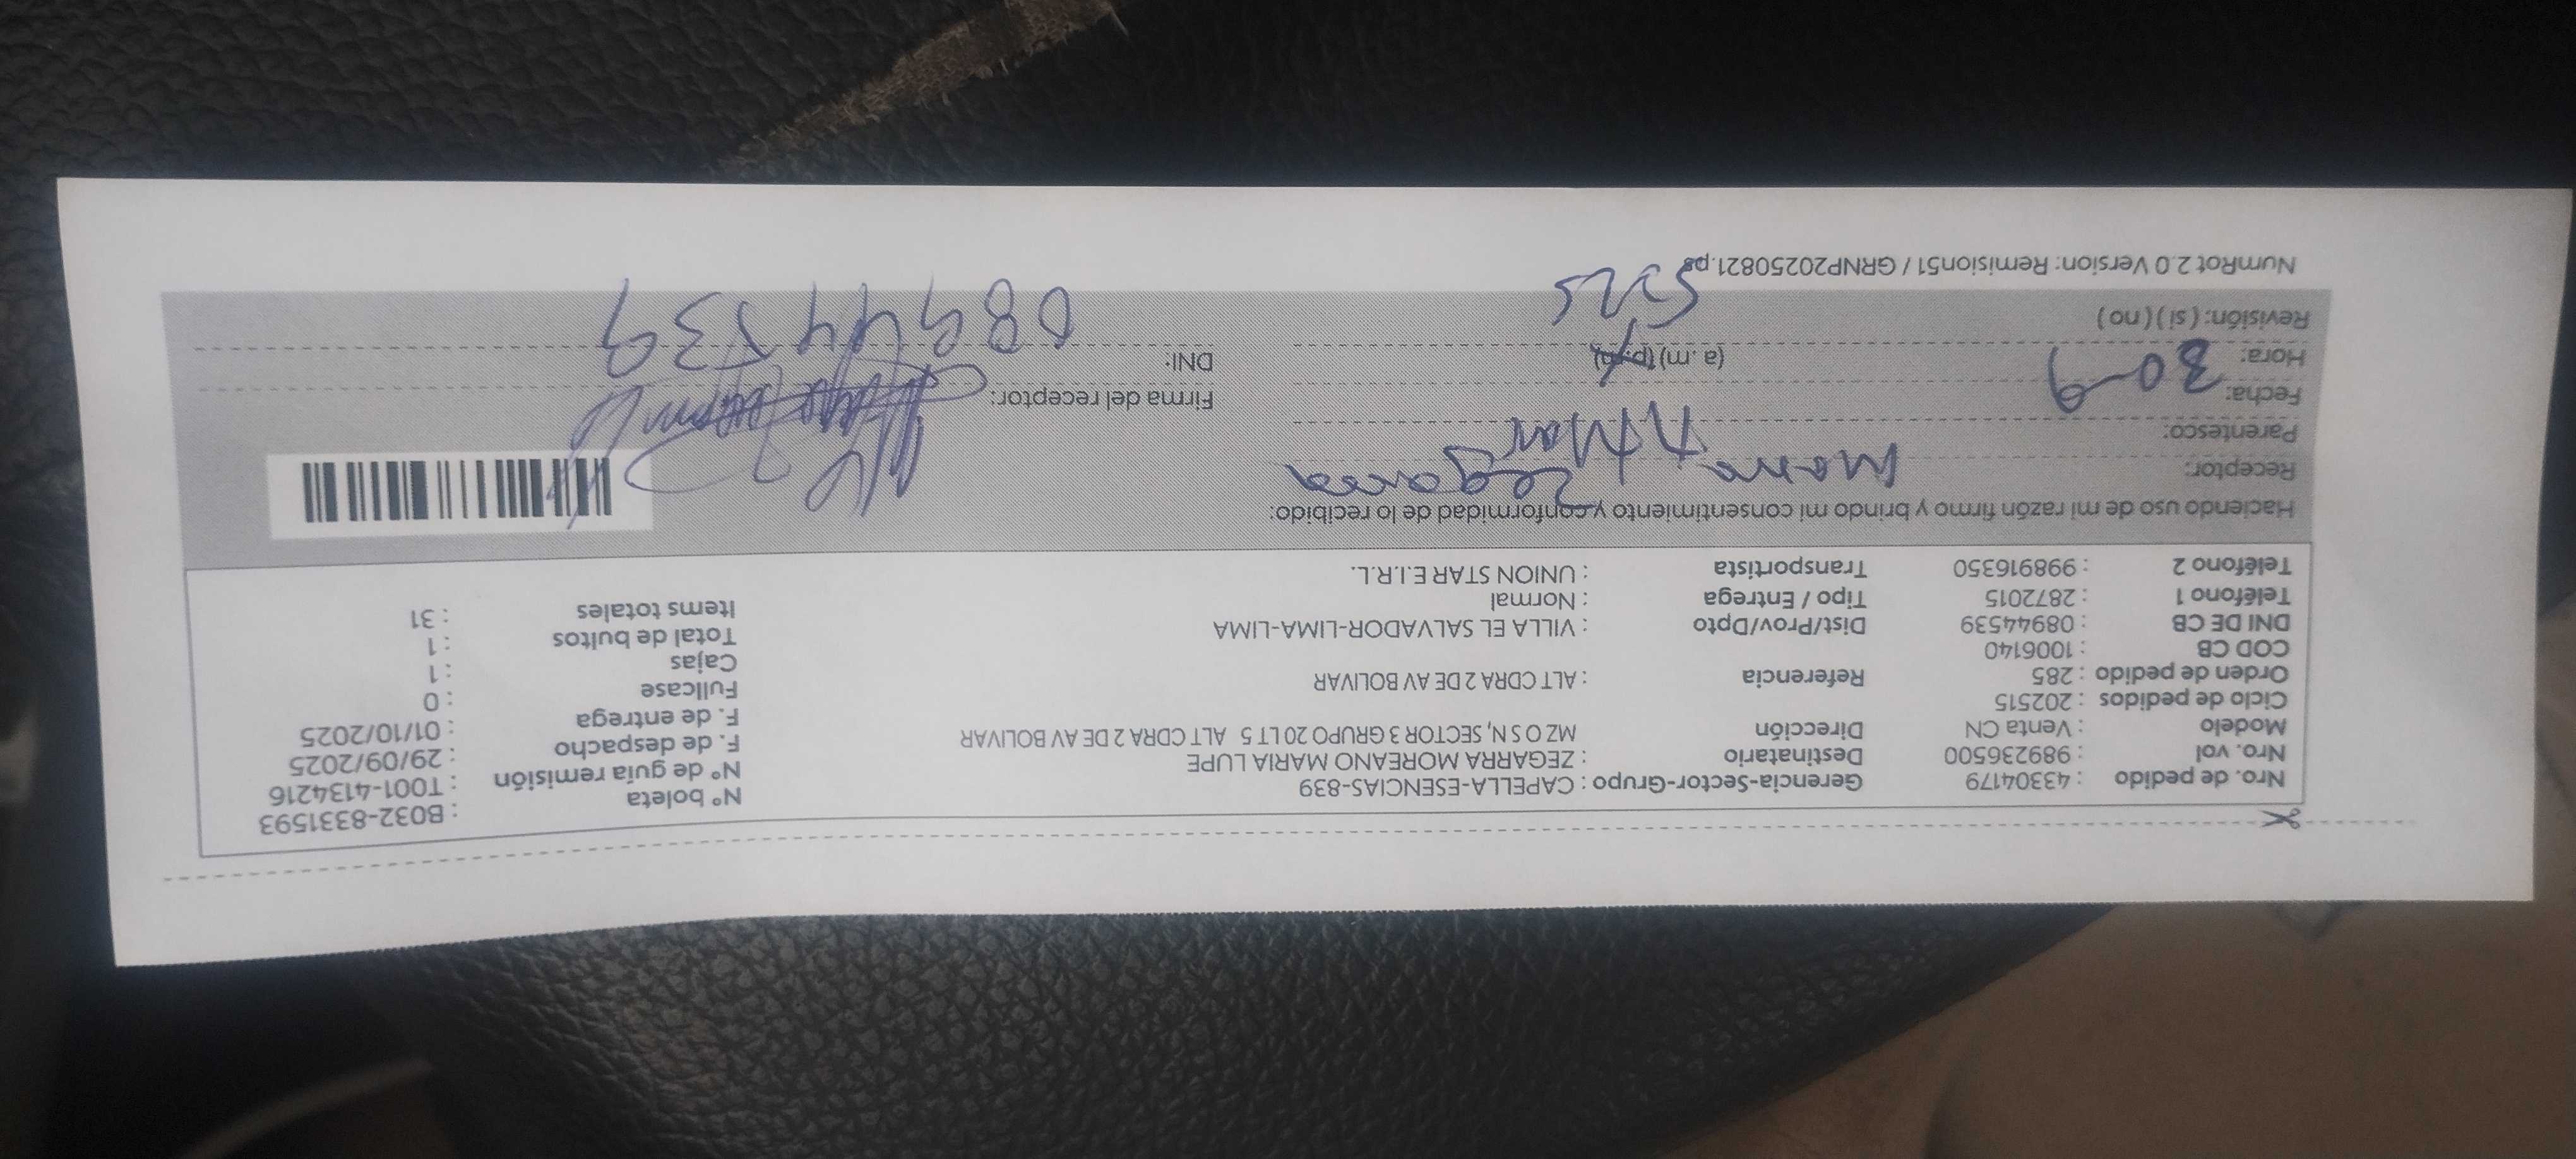 Nro. de pedido : 43304179 Gerencia-Sector-Grupo : CAPELLA-ESENCIAS-839 N° boleta : B032-8331593
Nro. vol : 989236500 Destinatario : ZEGARRA MOREANO MARIA LUPE N° de guía remisión : T001-4134216
Modelo : Venta CN Dirección MZ O S N, SECTOR 3 GRUPO 20 LT 5 ALT CDRA 2 DE AV BOLIVAR F. de despacho : 29/09/2025
Ciclo de pedidos : 202515 F. de entrega : 01/10/2025
Orden de pedido : 285 Referencia : ALT CDRA 2 DE AV BOLIVAR Fullcase : 0
COD CB : 1006140 Cajas : 1
DNI DE CB : 08944539 Dist/Prov/Dpto : VILLA EL SALVADOR-LIMA-LIMA Total de bultos : 1
Teléfono 1 : 2872015 Tipo / Entrega : Normal Items totales : 31
Teléfono 2 : 998916350 Transportista : UNION STAR E.I.R.L.
Haciendo uso de mi razón firmo y brindo mi consentimiento y conformidad de lo recibido:
Receptor: Maria Zegarra
Parentesco: Titular
Fecha: 30-9 Firma del receptor:
Hora: (a .m) (p.m) DNI: 08944539
Revisión: ( si ) ( no )
NumRot 2.0 Version: Remision51 / GRNP20250821.ps